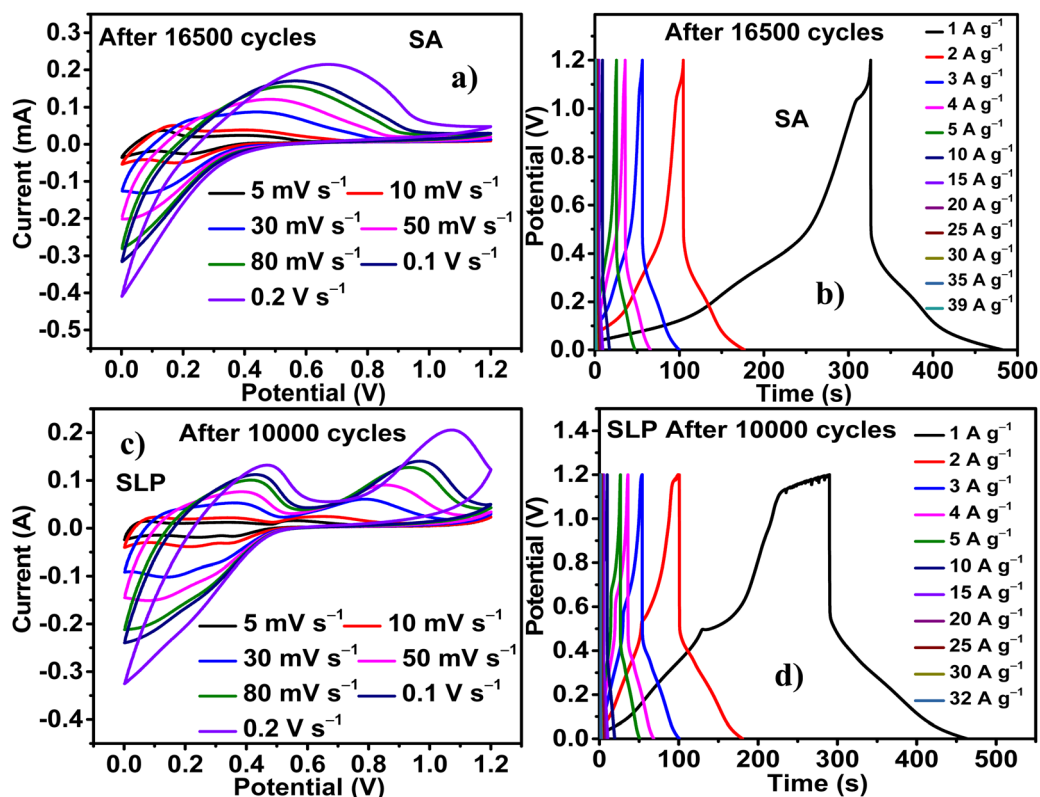 After 16500 cycles
SA
a)
Current (mA)
0.3
0.2
0.1
0.0
-0.1
-0.2
-0.3
-0.4
-0.5
5 mV s⁻¹
10 mV s⁻¹
30 mV s⁻¹
50 mV s⁻¹
80 mV s⁻¹
0.1 V s⁻¹
0.2 V s⁻¹
0.0 0.2 0.4 0.6 0.8 1.0 1.2
Potential (V)
After 16500 cycles
SA
b)
Potential (V)
1.4
1.2
1.0
0.8
0.6
0.4
0.2
0.0
1 A g⁻¹
2 A g⁻¹
3 A g⁻¹
4 A g⁻¹
5 A g⁻¹
10 A g⁻¹
15 A g⁻¹
20 A g⁻¹
25 A g⁻¹
30 A g⁻¹
35 A g⁻¹
39 A g⁻¹
0 100 200 300 400 500
Time (s)
c)
After 10000 cycles
SLP
Current (A)
0.2
0.1
0.0
-0.1
-0.2
-0.3
-0.4
5 mV s⁻¹
10 mV s⁻¹
30 mV s⁻¹
50 mV s⁻¹
80 mV s⁻¹
0.1 V s⁻¹
0.2 V s⁻¹
0.0 0.2 0.4 0.6 0.8 1.0 1.2
Potential (V)
SLP After 10000 cycles
d)
Potential (V)
1.4
1.2
1.0
0.8
0.6
0.4
0.2
0.0
1 A g⁻¹
2 A g⁻¹
3 A g⁻¹
4 A g⁻¹
5 A g⁻¹
10 A g⁻¹
15 A g⁻¹
20 A g⁻¹
25 A g⁻¹
30 A g⁻¹
32 A g⁻¹
0 100 200 300 400 500
Time (s)